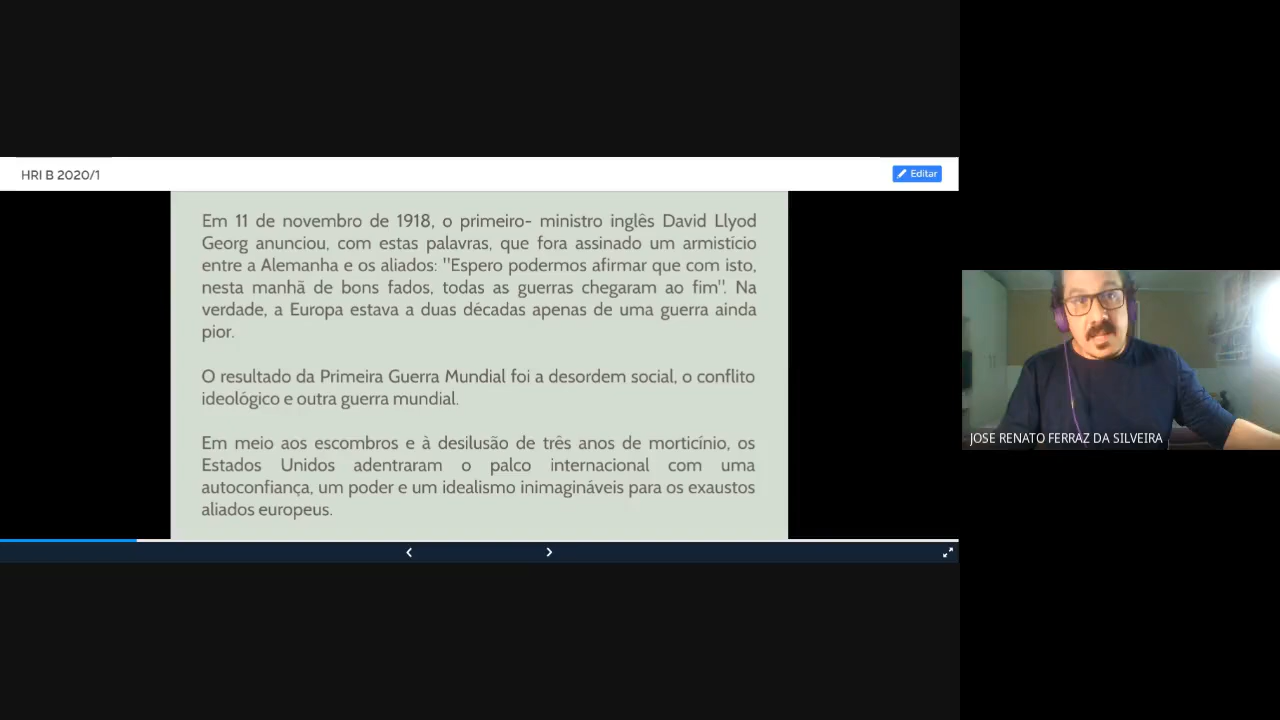 HRI B 2020/1
Editar
Em 11 de novembro de 1918, o primeiro- ministro inglês David Llyod
Georg anunciou, com estas palavras, que fora assinado um armistício
entre a Alemanha e os aliados: "Espero podermos afirmar que com isto,
nesta manhã de bons fados, todas as guerras chegaram ao fim". Na
verdade, a Europa estava a duas décadas apenas de uma guerra ainda
pior.
O resultado da Primeira Guerra Mundial foi a desordem social, o conflito
ideológico e outra guerra mundial.
Em meio aos escombros e à desilusão de três anos de morticínio, os
Estados Unidos adentraram o palco internacional com uma
autoconfiança, um poder e um idealismo inimagináveis para os exaustos
aliados europeus.
JOSE RENATO FERRAZ DA SILVEIRA